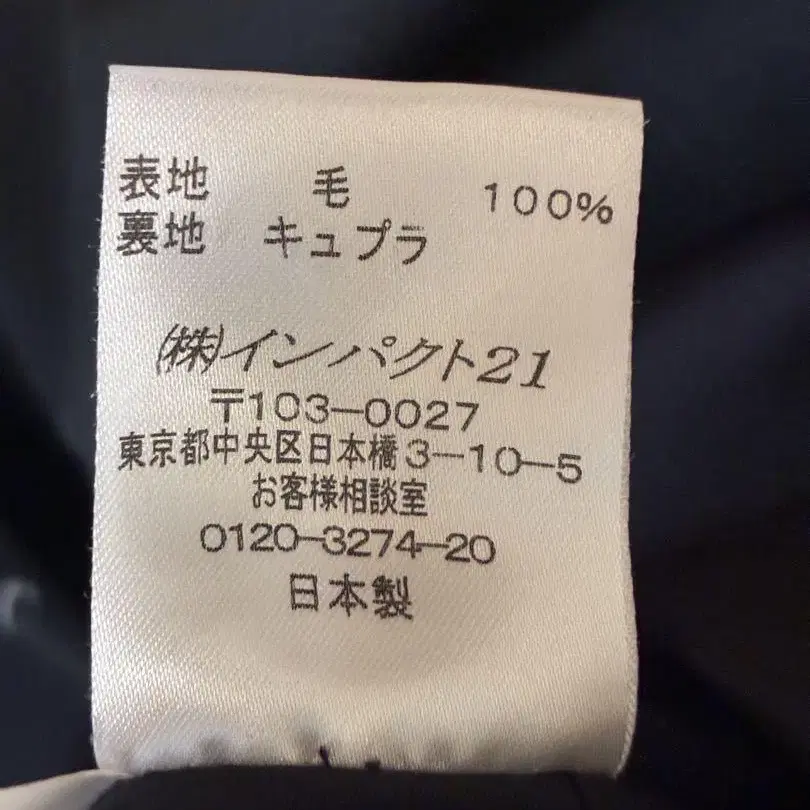 表地 毛 100%
裏地 キュプラ
(株)インパクト21
〒103-0027
東京都中央区日本橋3-10-5
お客様相談室
0120-3274-20
日本製